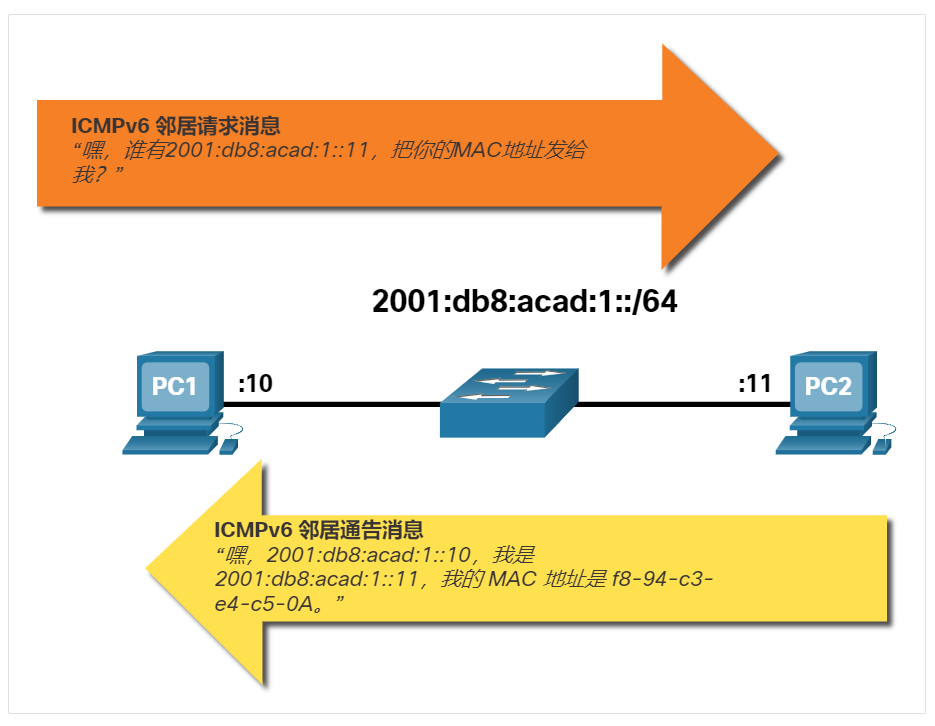 ICMPv6 邻居请求消息
“嘿，谁有2001:db8:acad:1::11，把你的MAC地址发给
我？”
2001:db8:acad:1::/64
PC1
:10
:11
PC2
ICMPv6 邻居通告消息
“嘿，2001:db8:acad:1::10，我是
2001:db8:acad:1::11，我的 MAC 地址是 f8-94-c3-
e4-c5-0A。”